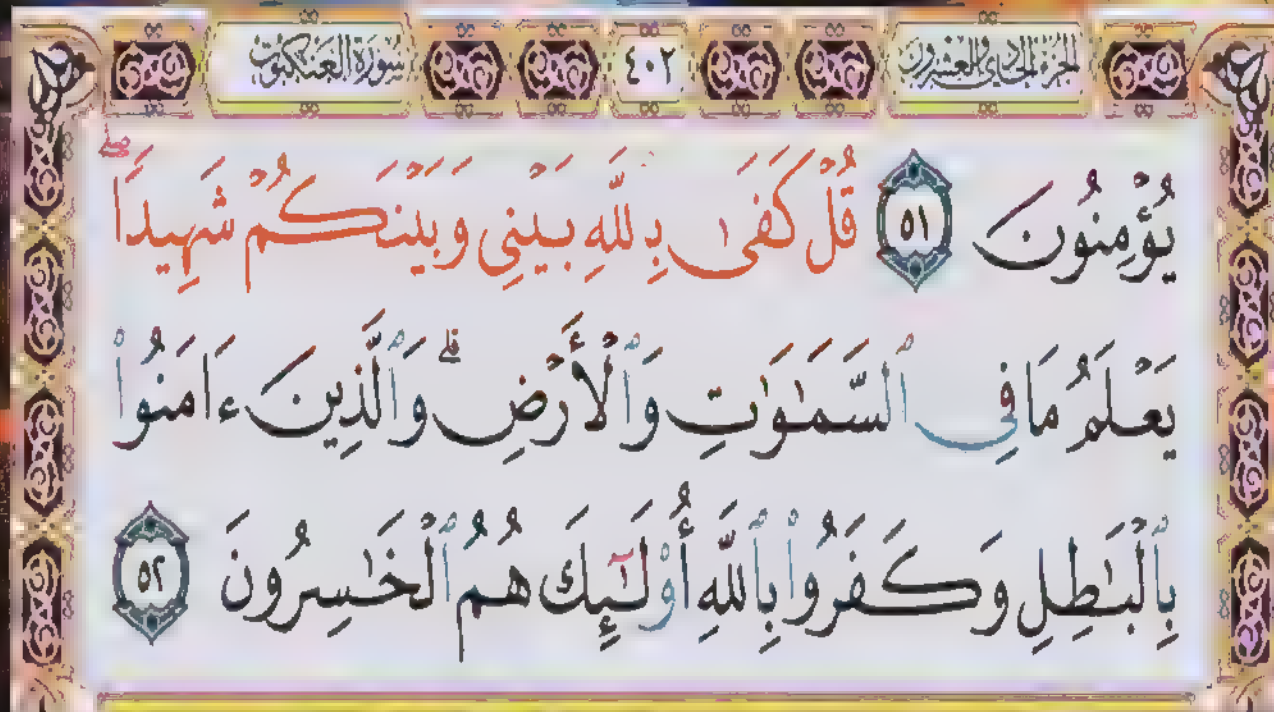 الجزء الحادي والعشرون ٤٠٢ سورة العنكبوت
يُؤْمِنُونَ ٥١ قُلْ كَفَىٰ بِاللَّهِ بَيْنِي وَبَيْنَكُمْ شَهِيدًا ۖ
يَعْلَمُ مَا فِي ٱلسَّمَـٰوَٰتِ وَٱلْأَرْضِ ۗ وَٱلَّذِينَ ءَامَنُوا۟
بِٱلْبَـٰطِلِ وَكَفَرُوا۟ بِٱللَّهِ أُو۟لَـٰٓئِكَ هُمُ ٱلْخَـٰسِرُونَ ٥٢